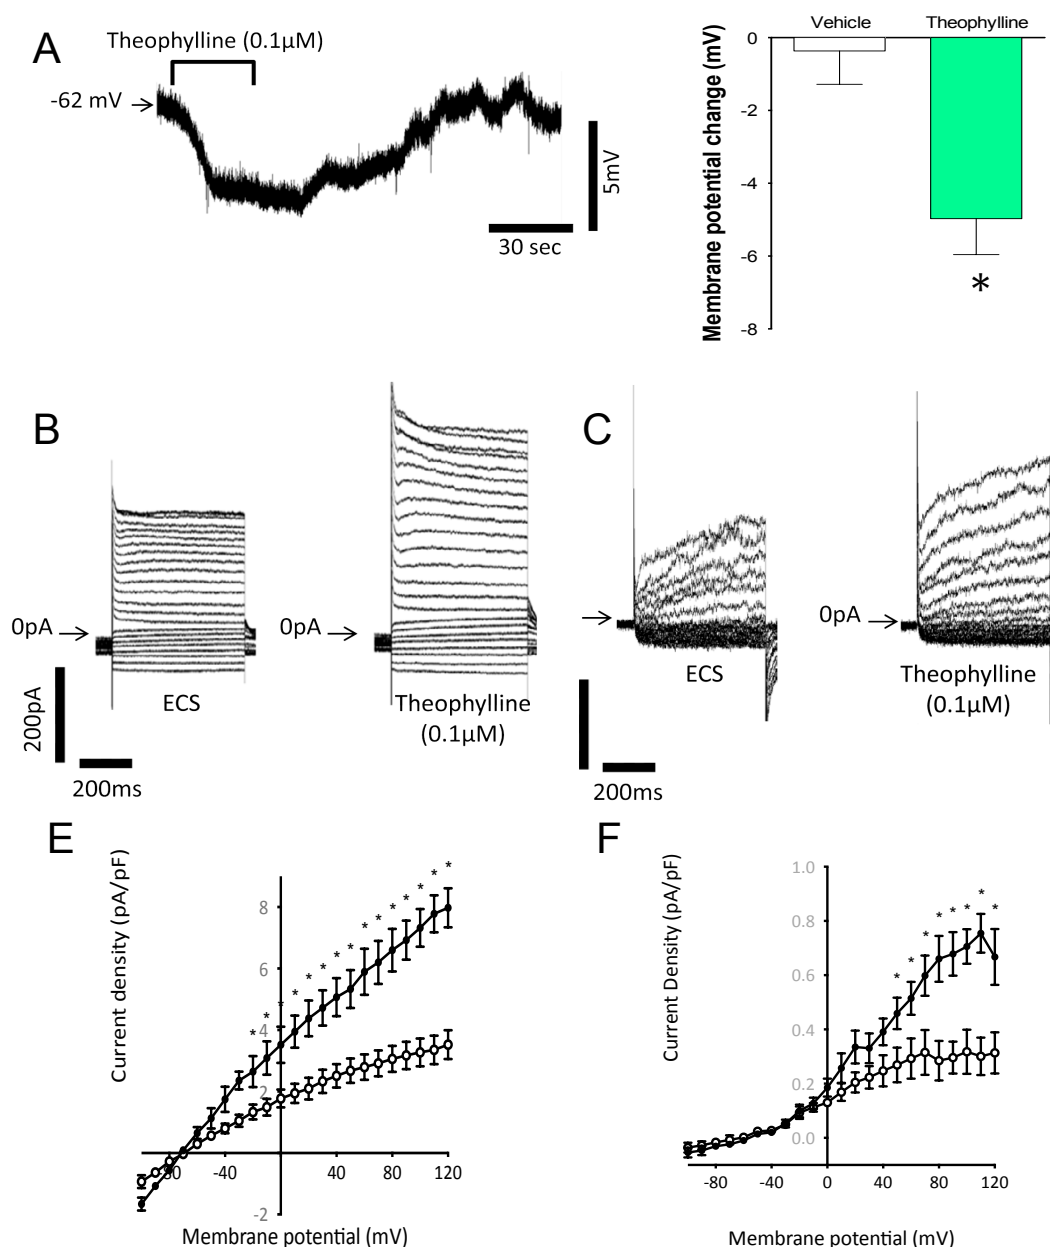 A
Theophylline (0.1µM)
-62 mV
5mV
30 sec
Vehicle Theophylline
Membrane potential change (mV)
0
-2
-4
-6
-8
*
B
0pA
ECS
200pA
200ms
0pA
Theophylline
(0.1µM)
C
ECS
200ms
0pA
Theophylline
(0.1µM)
E
Current density (pA/pF)
8
6
4
2
-2
-80 -40 40 80 120
* * * * * * * * * * * * * * *
Membrane potential (mV)
F
Current Density (pA/pF)
1.0
0.8
0.6
0.4
0.2
0.0
-80 -40 0 40 80 120
* * * * * * * *
Membrane potential (mV)